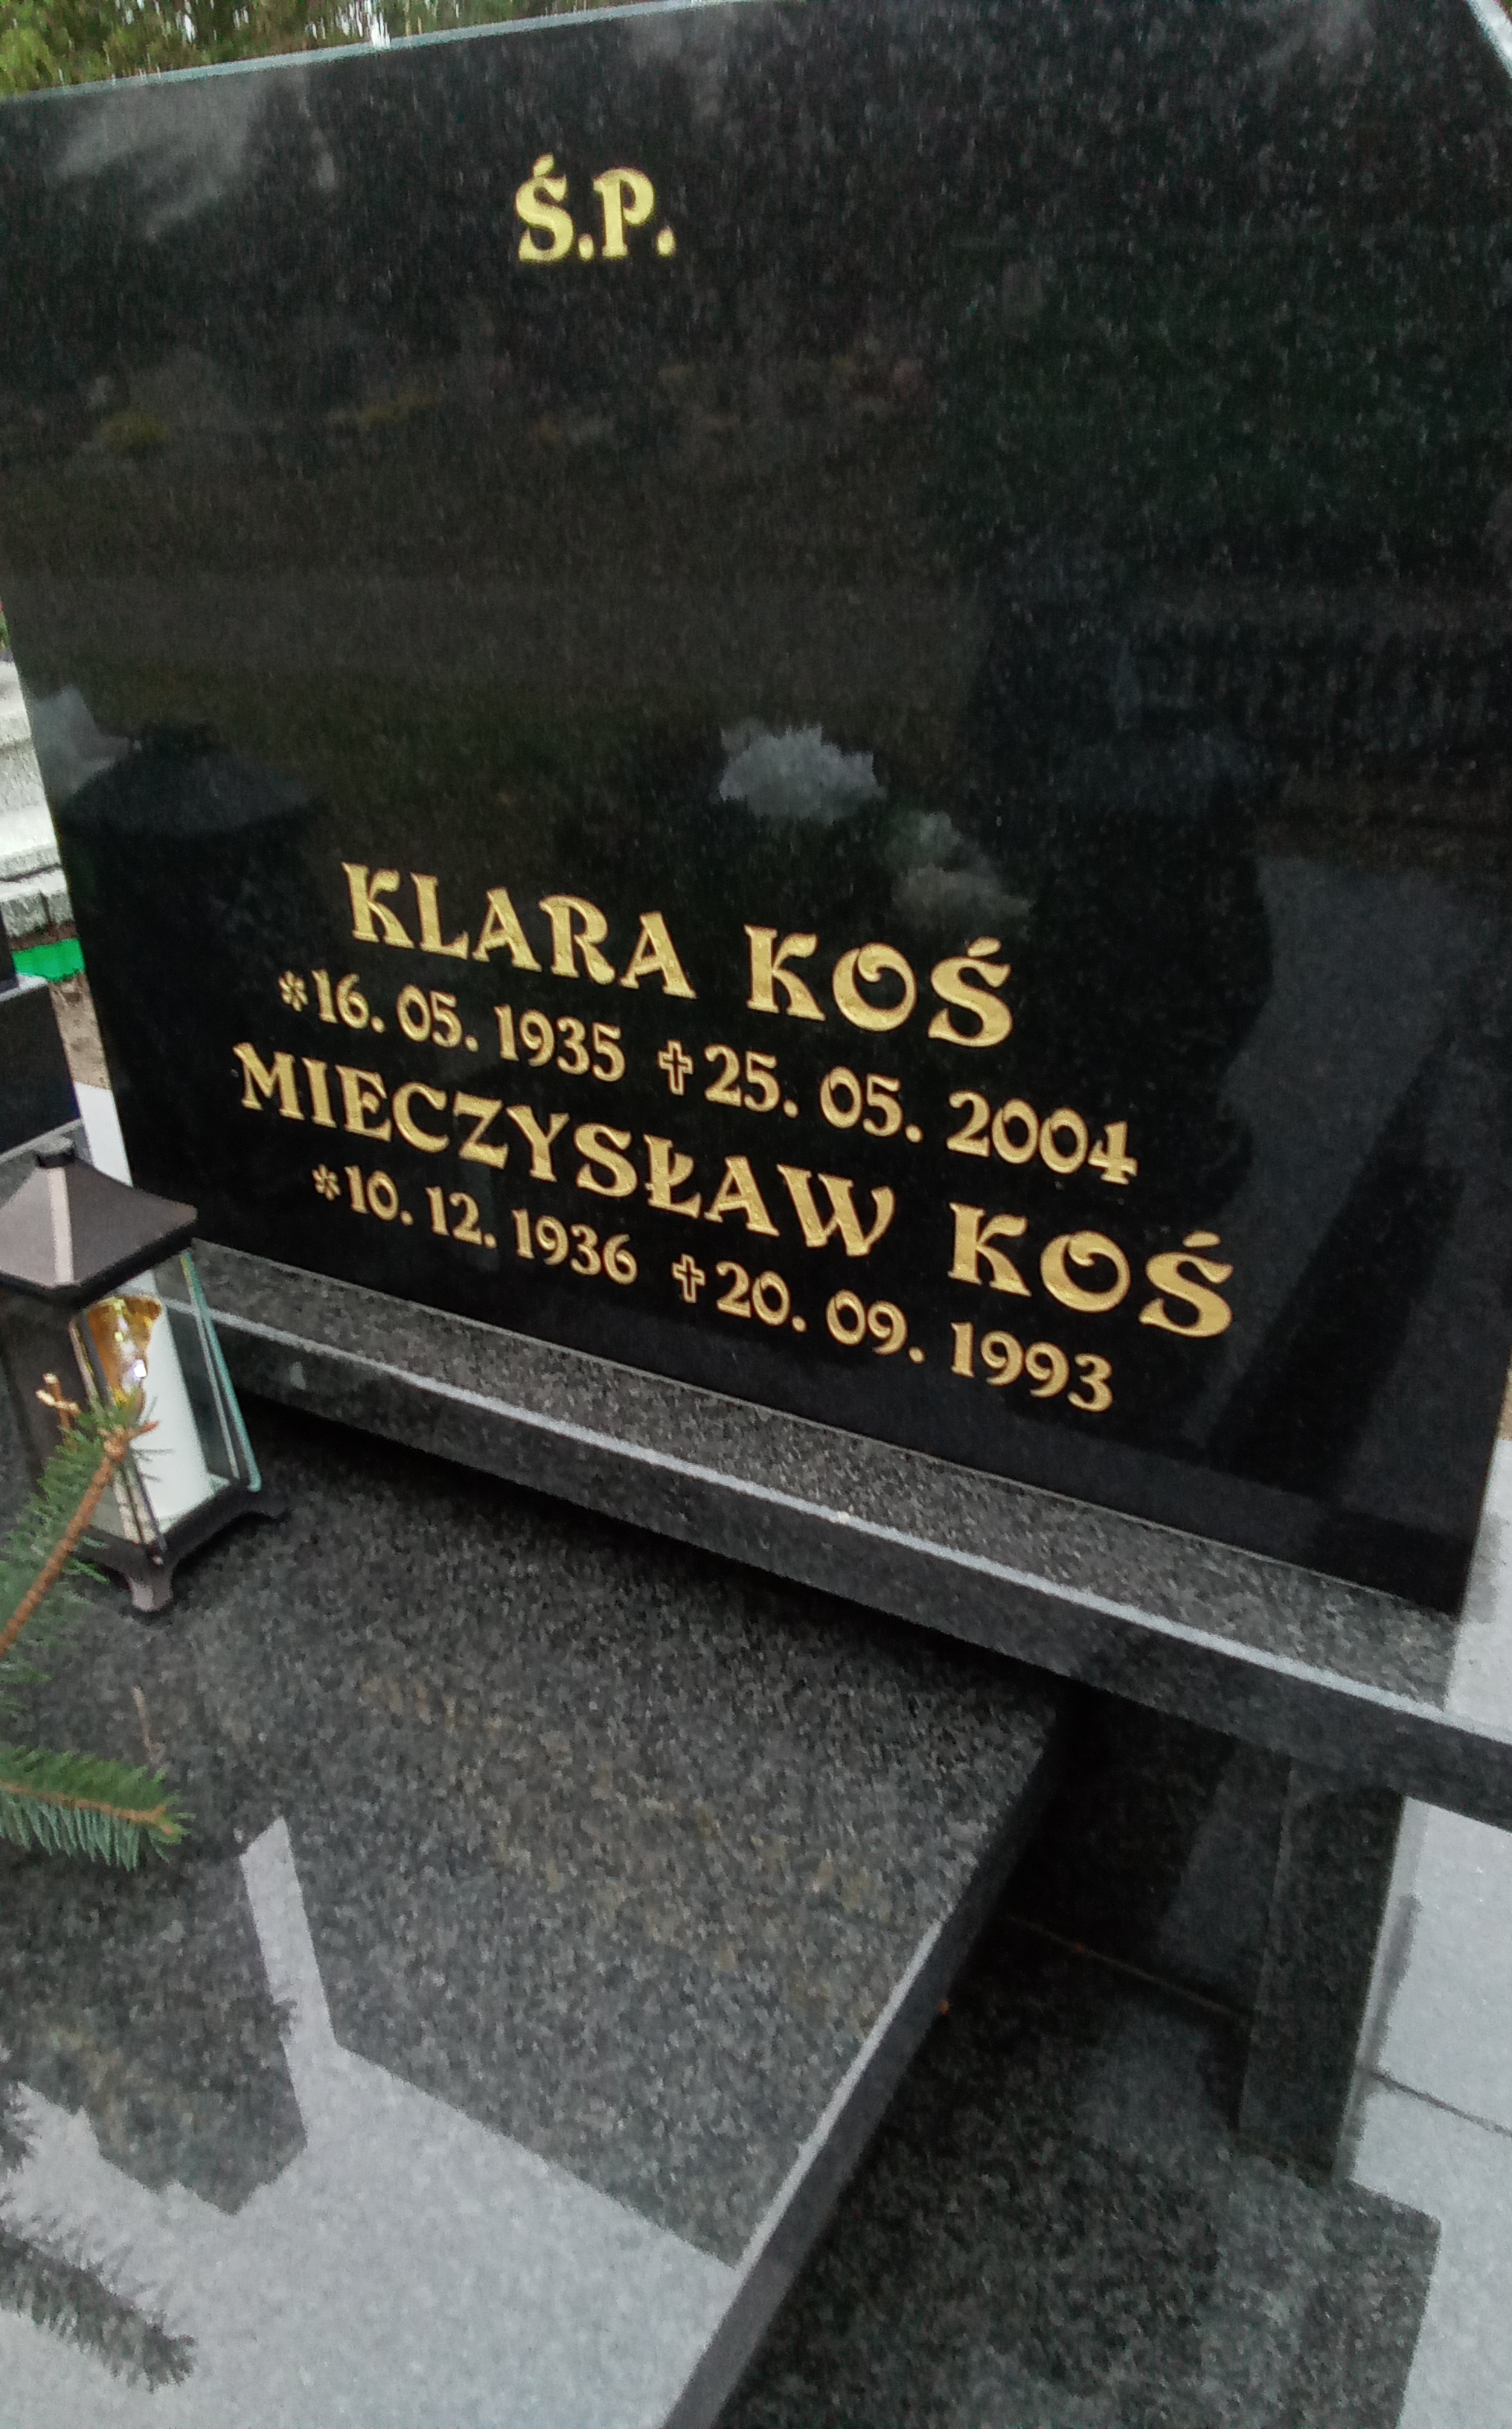 Ś.P.
KLARA KOŚ
*16. 05. 1935 ✝25. 05. 2004
MIECZYSŁAW KOŚ
*10. 12. 1936 ✝20. 09. 1993